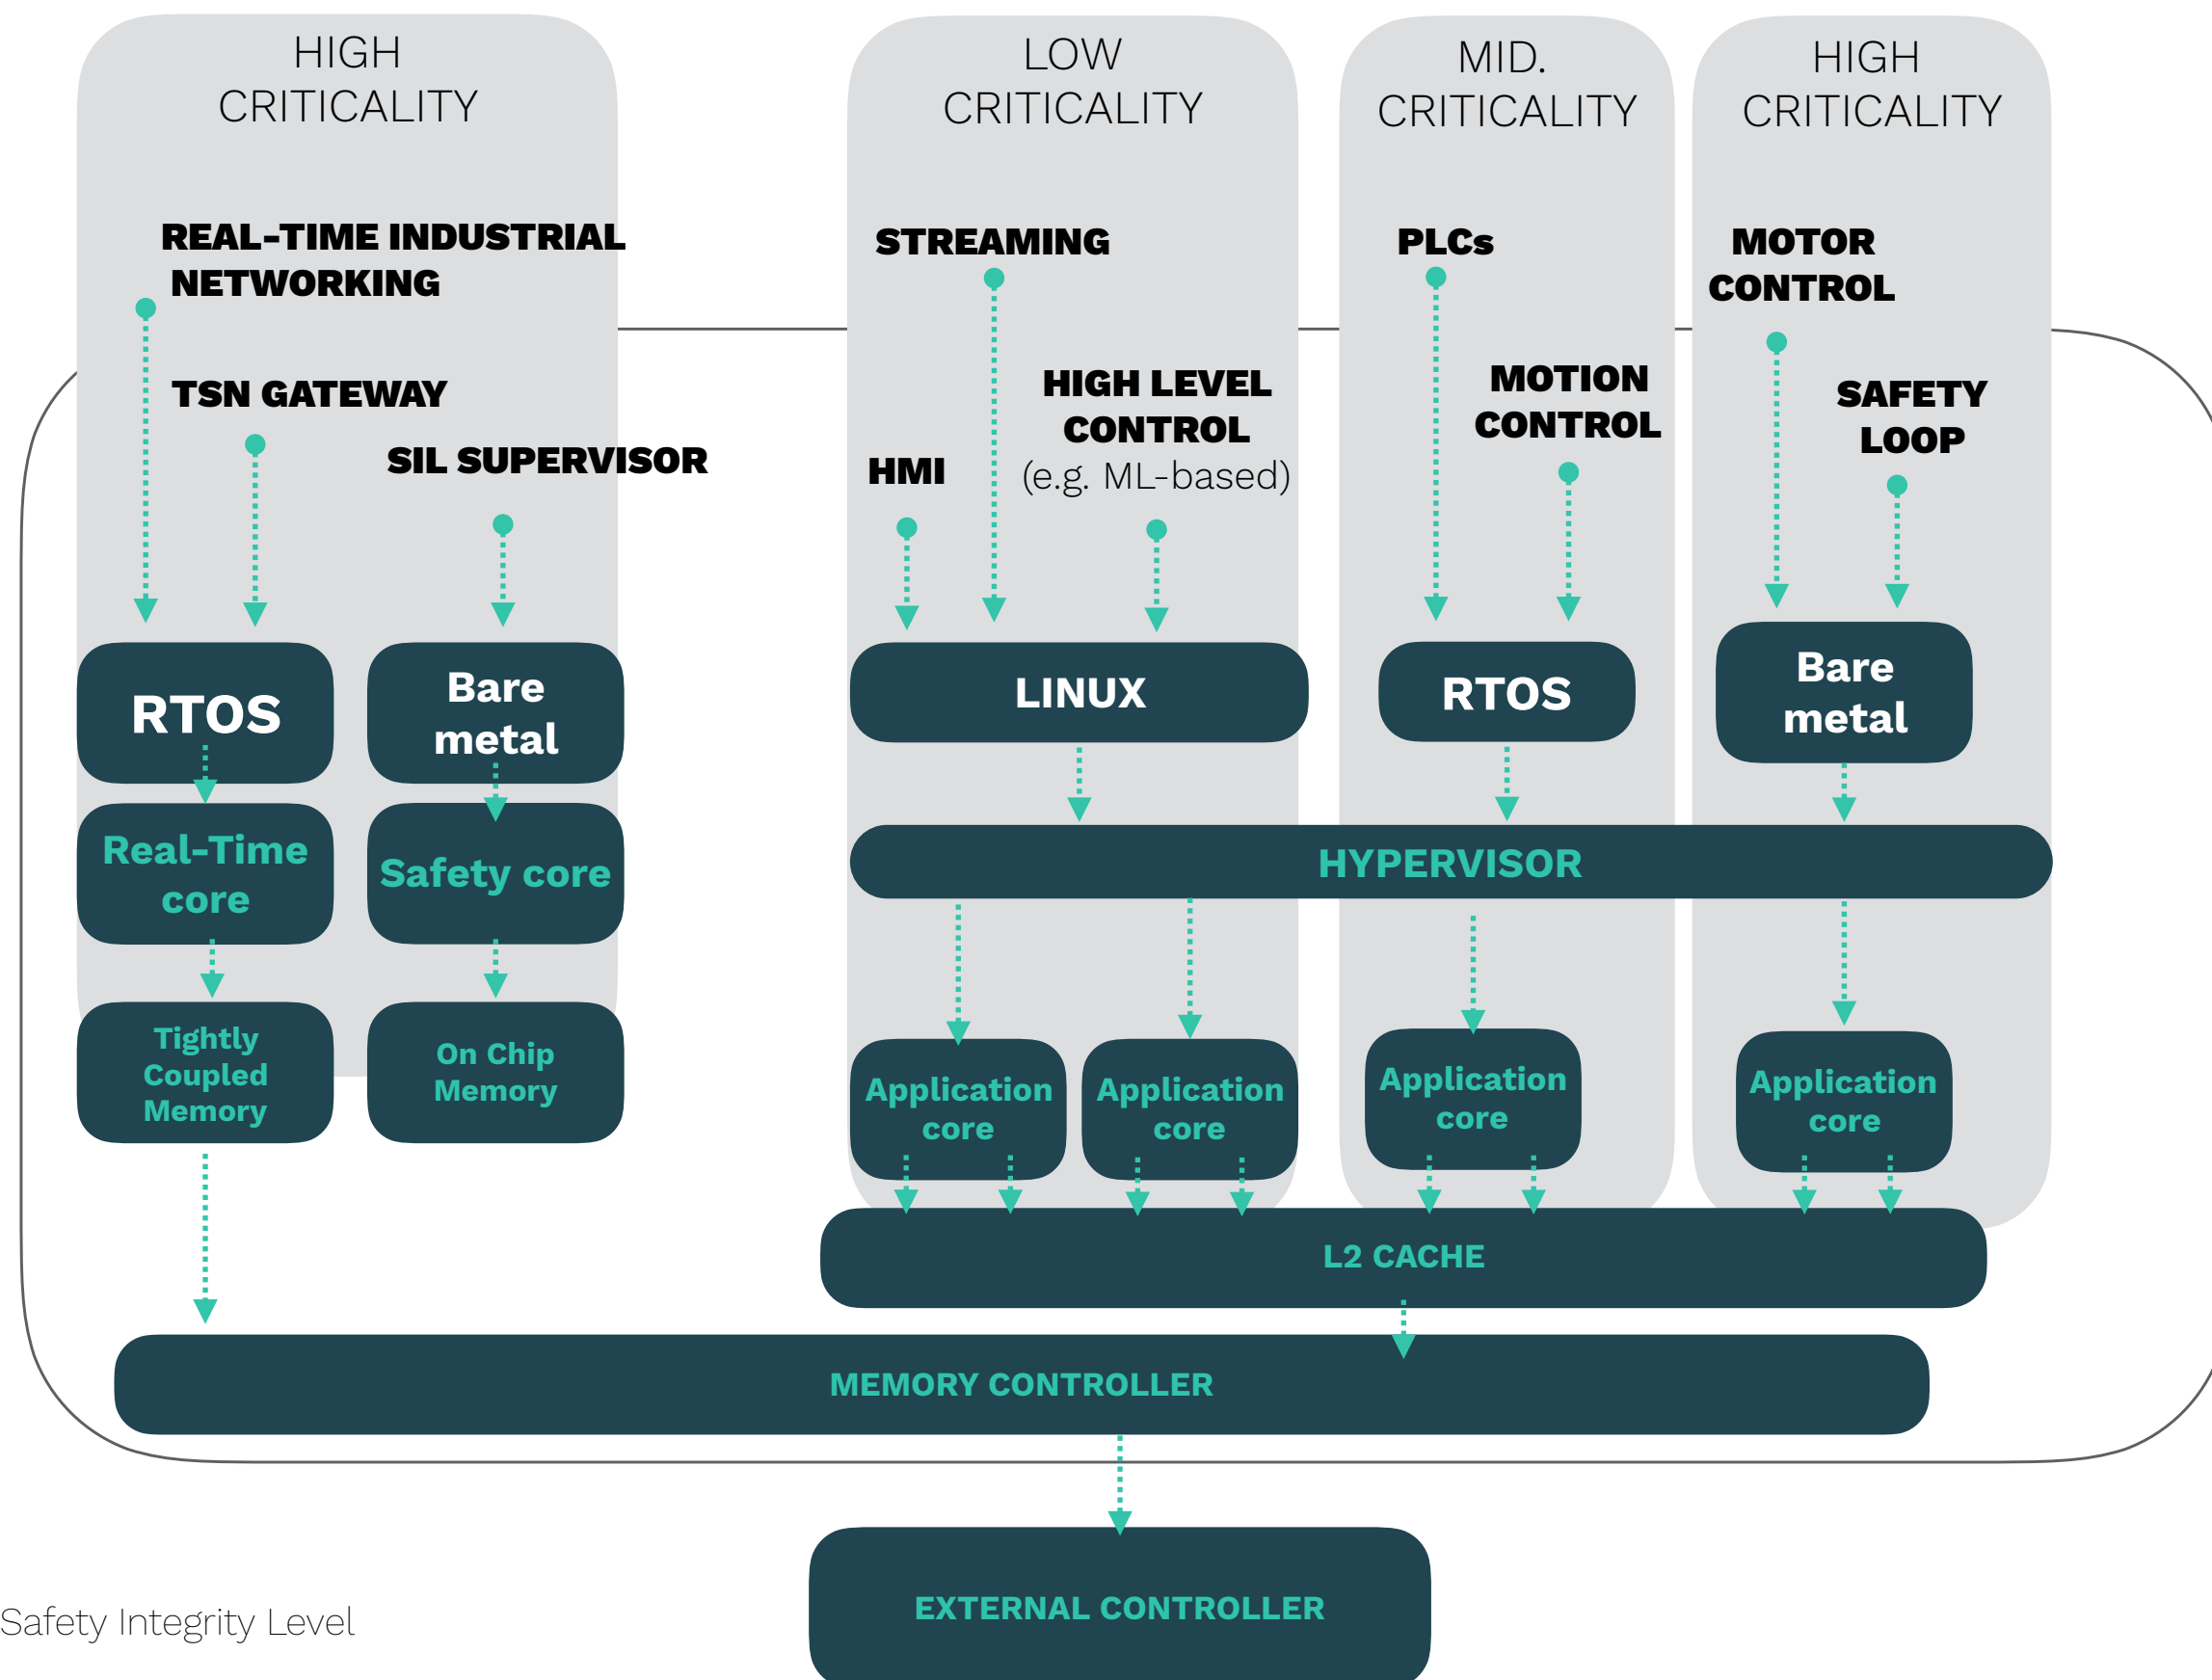 HIGH
CRITICALITY
LOW
CRITICALITY
MID.
CRITICALITY
HIGH
CRITICALITY
REAL-TIME INDUSTRIAL
NETWORKING
TSN GATEWAY
SIL SUPERVISOR
STREAMING
HIGH LEVEL
CONTROL
(e.g. ML-based)
HMI
PLCs
MOTION
CONTROL
MOTOR
CONTROL
SAFETY
LOOP
RTOS
Bare
metal
LINUX
RTOS
Bare
metal
Real-Time
core
Safety core
HYPERVISOR
Tightly
Coupled
Memory
On Chip
Memory
Application
core
Application
core
Application
core
Application
core
L2 CACHE
MEMORY CONTROLLER
EXTERNAL CONTROLLER
Safety Integrity Level